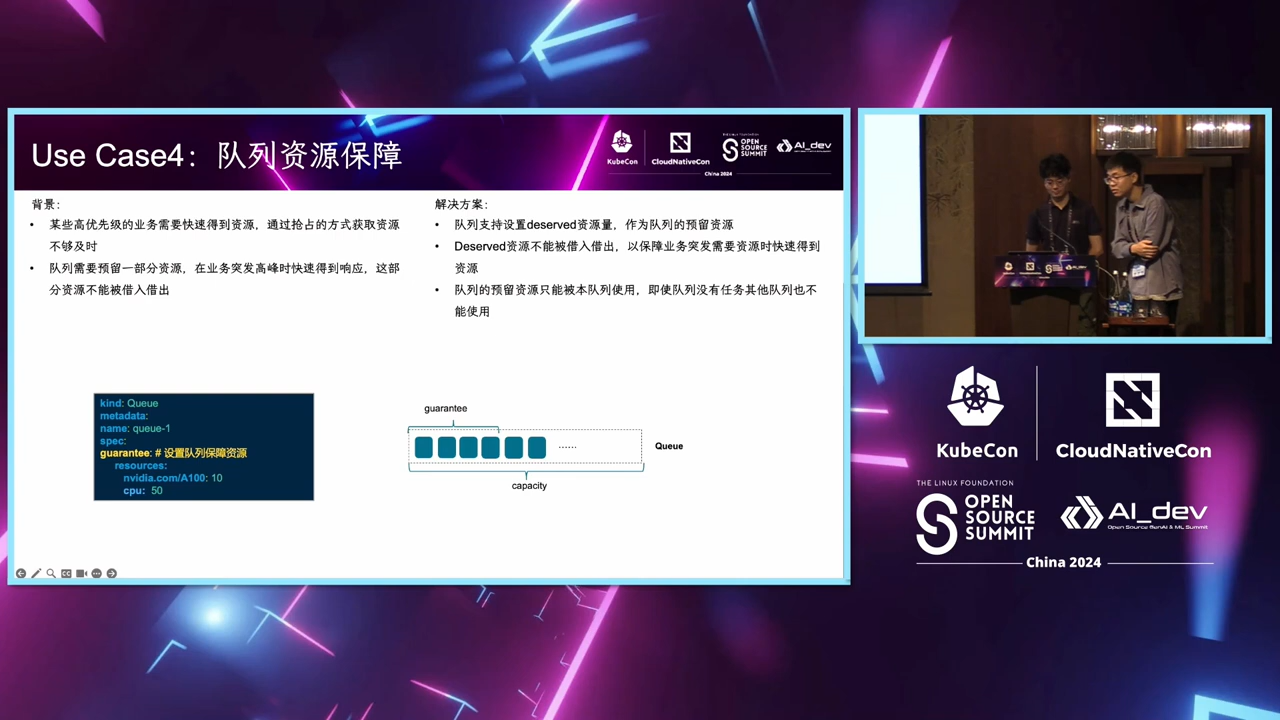 Use Case4：队列资源保障
KubeCon
CloudNativeCon
THE LINUX FOUNDATION
OPEN
SOURCE
SUMMIT
AI_dev
China 2024
背景：
• 某些高优先级的业务需要快速得到资源，通过抢占的方式获取资源
不够及时
• 队列需要预留一部分资源，在业务突发高峰时快速得到响应，这部
分资源不能被借入借出
解决方案：
• 队列支持设置deserved资源量，作为队列的预留资源
• Deserved资源不能被借入借出，以保障业务突发需要资源时快速得到
资源
• 队列的预留资源只能被本队列使用，即使队列没有任务其他队列也不
能使用
kind: Queue
metadata:
name: queue-1
spec:
guarantee: # 设置队列保障资源
resources:
nvidia.com/A100: 10
cpu: 50
guarantee
......
Queue
capacity
KubeCon
CloudNativeCon
THE LINUX FOUNDATION
OPEN
SOURCE
SUMMIT
AI_dev
Open Source GenAI & ML Summit
China 2024